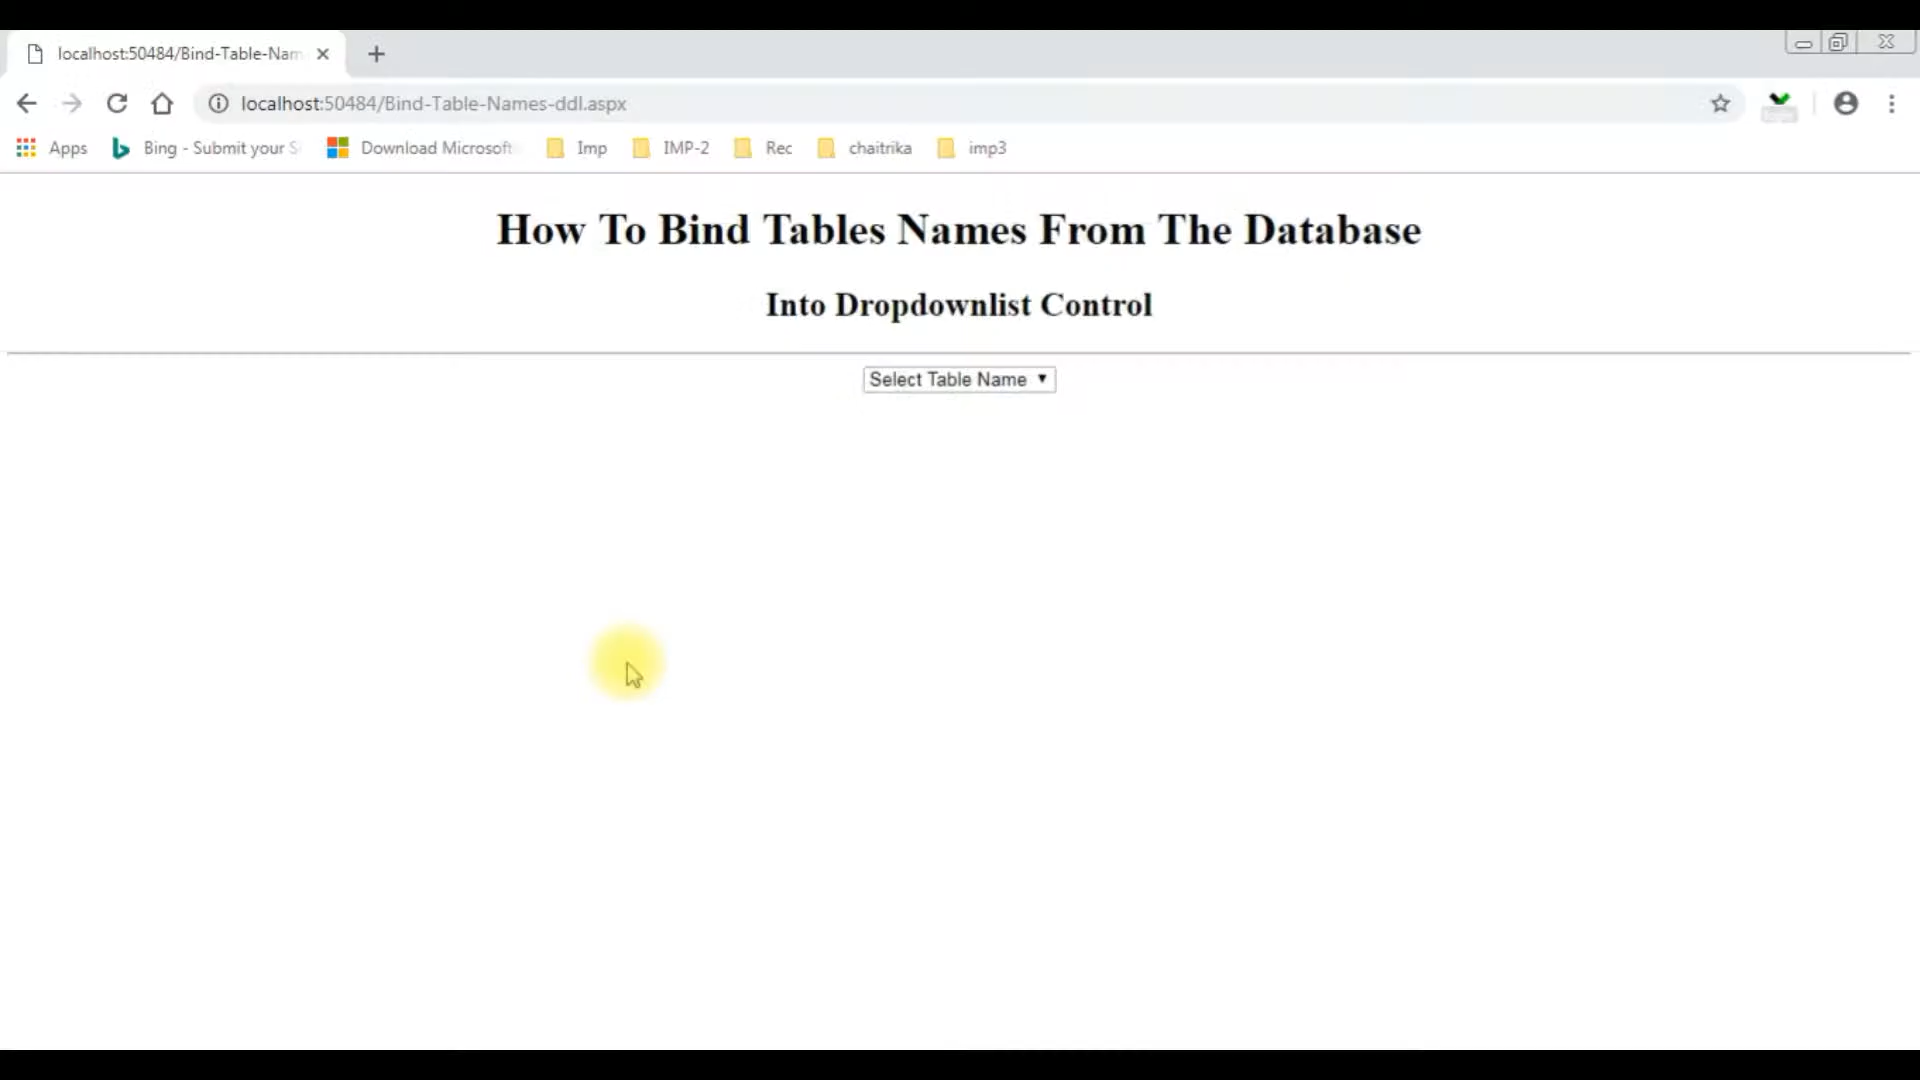 localhost:50484/Bind-Table-Nam
localhost:50484/Bind-Table-Names-ddl.aspx
Apps Bing - Submit your S Download Microsoft Imp IMP-2 Rec chaitrika imp3
How To Bind Tables Names From The Database
Into Dropdownlist Control
Select Table Name